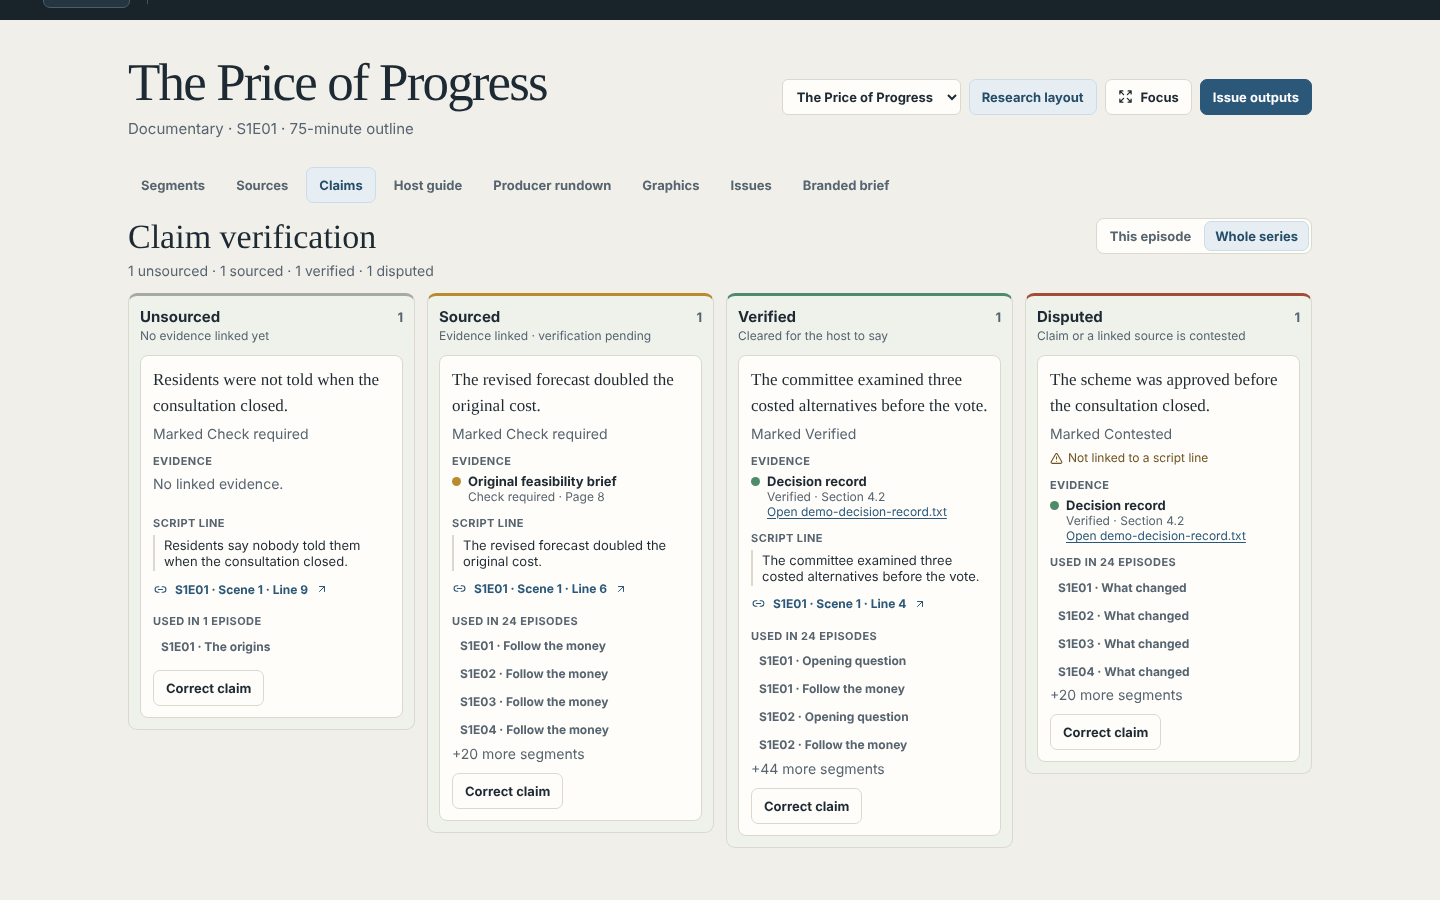 The Price of Progress
Documentary · S1E01 · 75-minute outline
The Price of Progress
Research layout
Focus
Issue outputs
Segments
Sources
Claims
Host guide
Producer rundown
Graphics
Issues
Branded brief
Claim verification
1 unsourced · 1 sourced · 1 verified · 1 disputed
This episode
Whole series
Unsourced 1
No evidence linked yet
Residents were not told when the
consultation closed.
Marked Check required
EVIDENCE
No linked evidence.
SCRIPT LINE
Residents say nobody told them
when the consultation closed.
S1E01 · Scene 1 · Line 9
USED IN 1 EPISODE
S1E01 · The origins
Correct claim
Sourced 1
Evidence linked · verification pending
The revised forecast doubled the
original cost.
Marked Check required
EVIDENCE
Original feasibility brief
Check required · Page 8
SCRIPT LINE
The revised forecast doubled the
original cost.
S1E01 · Scene 1 · Line 6
USED IN 24 EPISODES
S1E01 · Follow the money
S1E02 · Follow the money
S1E03 · Follow the money
S1E04 · Follow the money
+20 more segments
Correct claim
Verified 1
Cleared for the host to say
The committee examined three
costed alternatives before the vote.
Marked Verified
EVIDENCE
Decision record
Verified · Section 4.2
Open demo-decision-record.txt
SCRIPT LINE
The committee examined three
costed alternatives before the vote.
S1E01 · Scene 1 · Line 4
USED IN 24 EPISODES
S1E01 · Opening question
S1E01 · Follow the money
S1E02 · Opening question
S1E02 · Follow the money
+44 more segments
Correct claim
Disputed 1
Claim or a linked source is contested
The scheme was approved before
the consultation closed.
Marked Contested
Not linked to a script line
EVIDENCE
Decision record
Verified · Section 4.2
Open demo-decision-record.txt
USED IN 24 EPISODES
S1E01 · What changed
S1E02 · What changed
S1E03 · What changed
S1E04 · What changed
+20 more segments
Correct claim